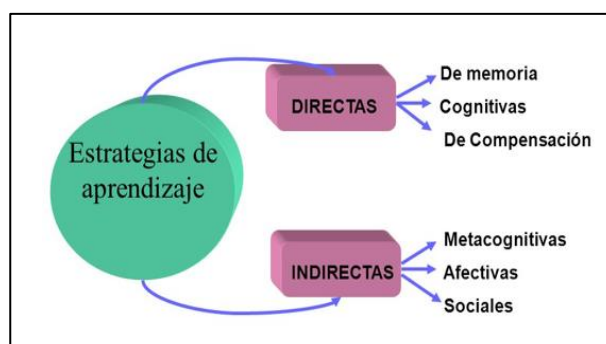 Estrategias de
aprendizaje
DIRECTAS
De memoria
Cognitivas
De Compensación
INDIRECTAS
Metacognitivas
Afectivas
Sociales